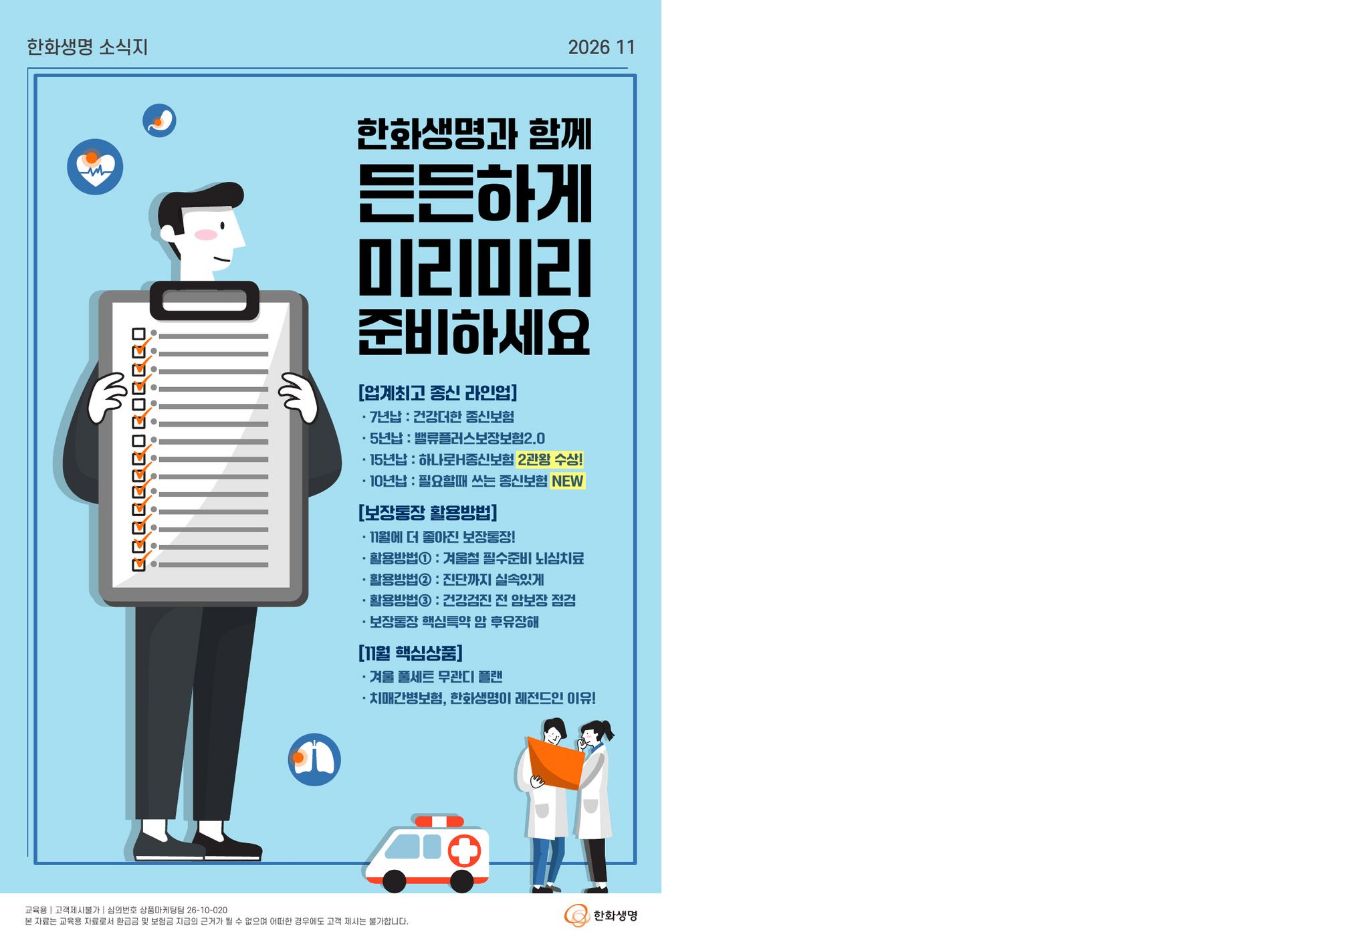 한화생명 소식지
2026 11
한화생명과 함께
든든하게
미리미리
준비하세요
[업계최고 종신 라인업]
· 7년납 : 건강더한 종신보험
· 5년납 : 밸류플러스보장보험2.0
· 15년납 : 하나로H종신보험 2관왕 수상!
· 10년납 : 필요할때 쓰는 종신보험 NEW
[보장통장 활용방법]
· 11월에 더 좋아진 보장통장!
· 활용방법① : 겨울철 필수준비 뇌심치료
· 활용방법② : 진단까지 실속있게
· 활용방법③ : 건강검진 전 암보장 점검
· 보장통장 핵심특약 암 후유장해
[11월 핵심상품]
· 겨울 풀세트 무관디 플랜
· 치매간병보험, 한화생명이 레전드인 이유!
교육용 | 고객제시불가 | 심의번호 상품마케팅팀 26-10-020
본 자료는 교육용 자료로서 환급금 및 보험금 지급의 근거가 될 수 없으며 어떠한 경우에도 고객 제시는 불가합니다.
한화생명